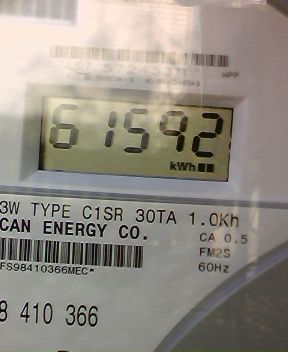 61592
kWh
3W TYPE C1SR 30TA 1.0Kh
CAN ENERGY CO.
CA 0.5
FM2S
60Hz
FS98410366MEC*
8 410 366